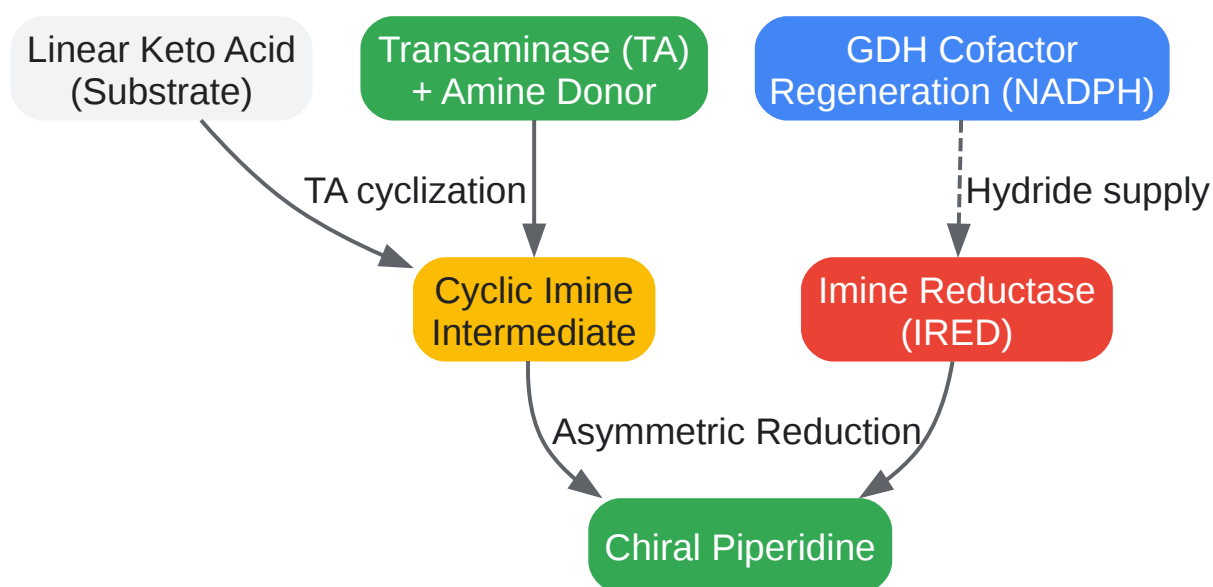 Linear Keto Acid
(Substrate)
Transaminase (TA)
+ Amine Donor
GDH Cofactor
Regeneration (NADPH)
TA cyclization
Hydride supply
Cyclic Imine
Intermediate
Imine Reductase
(IRED)
Asymmetric Reduction
Chiral Piperidine